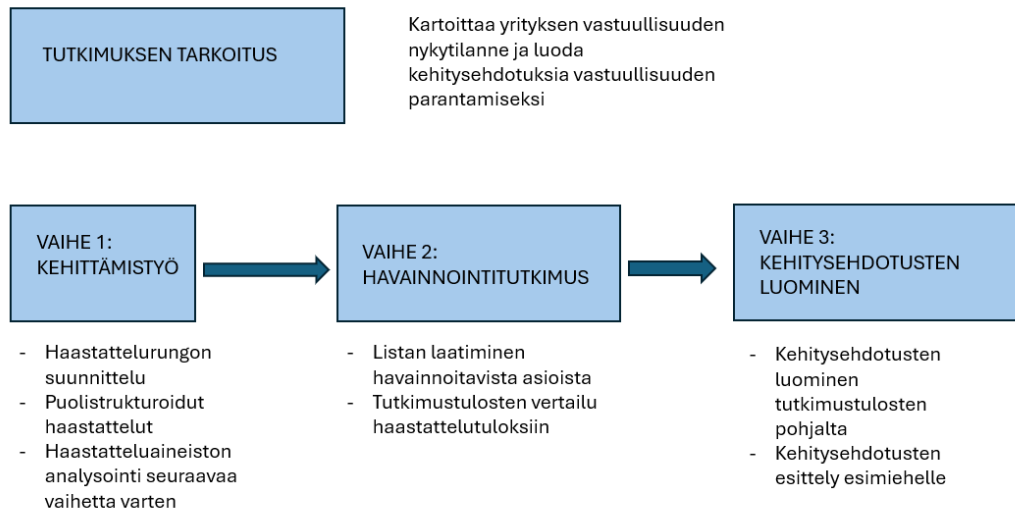 TUTKIMUKSEN TARKOITUS
Kartoittaa yrityksen vastuullisuuden
nykytilanne ja luoda
kehitysehdotuksia vastuullisuuden
parantamiseksi
VAIHE 1:
KEHITTÄMISTYÖ
- Haastattelurungon
suunnittelu
- Puolistrukturoidut
haastattelut
- Haastatteluaineiston
analysointi seuraavaa
vaihetta varten
VAIHE 2:
HAVAINNOINTITUTKIMUS
- Listan laatiminen
havainnoitavista asioista
- Tutkimustulosten vertailu
haastattelutuloksiin
VAIHE 3:
KEHITYSEHDOTUSTEN
LUOMINEN
- Kehitysehdotusten
luominen
tutkimustulosten
pohjalta
- Kehitysehdotusten
esittely esimiehelle